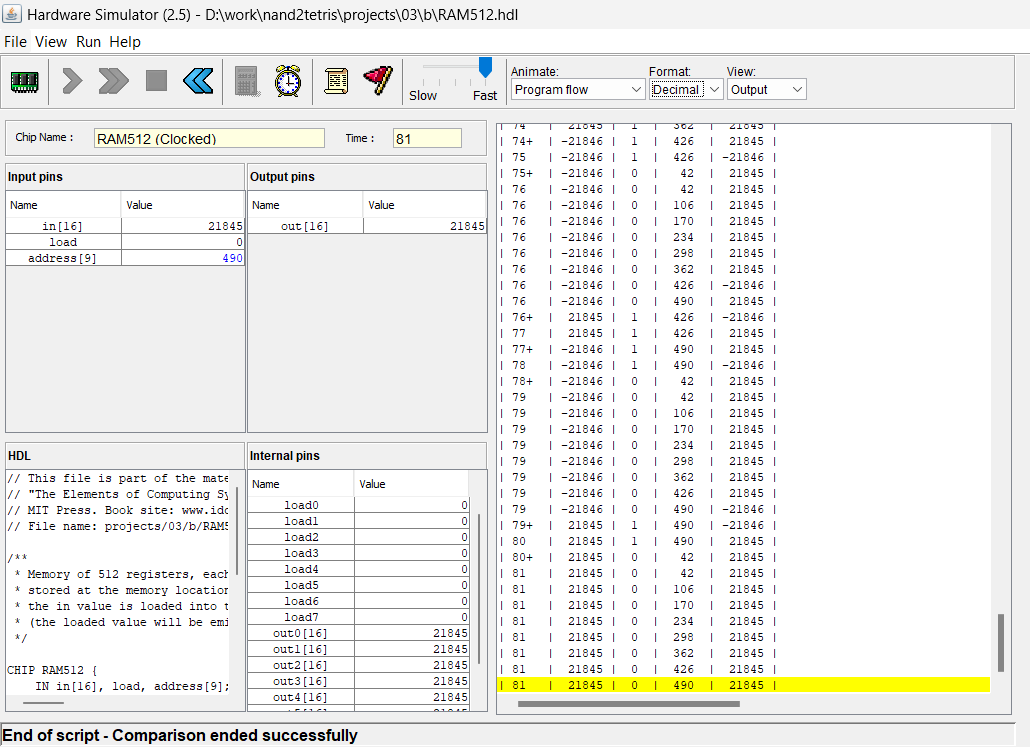 Hardware Simulator (2.5) - D:\work\nand2tetris\projects\03\b\RAM512.hdl
File View Run Help
Slow Fast
Animate: Format: View:
Program flow Decimal Output
Chip Name : RAM512 (Clocked) Time : 81
Input pins
Name Value
in[16] 21845
load 0
address[9] 490
Output pins
Name Value
out[16] 21845
HDL
// This file is part of the mate
// "The Elements of Computing Sy
// MIT Press. Book site: www.idc
// File name: projects/03/b/RAM5
/**
* Memory of 512 registers, each
* stored at the memory location
* the in value is loaded into t
* (the loaded value will be emi
*/
CHIP RAM512 {
IN in[16], load, address[9];
Internal pins
Name Value
load0 0
load1 0
load2 0
load3 0
load4 0
load5 0
load6 0
load7 0
out0[16] 21845
out1[16] 21845
out2[16] 21845
out3[16] 21845
out4[16] 21845
| 74 | 21845 | 1 | 362 | 21845 |
| 74+ | -21846 | 1 | 426 | 21845 |
| 75 | -21846 | 1 | 426 | -21846 |
| 75+ | -21846 | 0 | 42 | 21845 |
| 76 | -21846 | 0 | 42 | 21845 |
| 76 | -21846 | 0 | 106 | 21845 |
| 76 | -21846 | 0 | 170 | 21845 |
| 76 | -21846 | 0 | 234 | 21845 |
| 76 | -21846 | 0 | 298 | 21845 |
| 76 | -21846 | 0 | 362 | 21845 |
| 76 | -21846 | 0 | 426 | -21846 |
| 76 | -21846 | 0 | 490 | 21845 |
| 76+ | 21845 | 1 | 426 | -21846 |
| 77 | 21845 | 1 | 426 | 21845 |
| 77+ | -21846 | 1 | 490 | 21845 |
| 78 | -21846 | 1 | 490 | -21846 |
| 78+ | -21846 | 0 | 42 | 21845 |
| 79 | -21846 | 0 | 42 | 21845 |
| 79 | -21846 | 0 | 106 | 21845 |
| 79 | -21846 | 0 | 170 | 21845 |
| 79 | -21846 | 0 | 234 | 21845 |
| 79 | -21846 | 0 | 298 | 21845 |
| 79 | -21846 | 0 | 362 | 21845 |
| 79 | -21846 | 0 | 426 | 21845 |
| 79 | -21846 | 0 | 490 | -21846 |
| 79+ | 21845 | 1 | 490 | -21846 |
| 80 | 21845 | 1 | 490 | 21845 |
| 80+ | 21845 | 0 | 42 | 21845 |
| 81 | 21845 | 0 | 42 | 21845 |
| 81 | 21845 | 0 | 106 | 21845 |
| 81 | 21845 | 0 | 170 | 21845 |
| 81 | 21845 | 0 | 234 | 21845 |
| 81 | 21845 | 0 | 298 | 21845 |
| 81 | 21845 | 0 | 362 | 21845 |
| 81 | 21845 | 0 | 426 | 21845 |
| 81 | 21845 | 0 | 490 | 21845 |
End of script - Comparison ended successfully